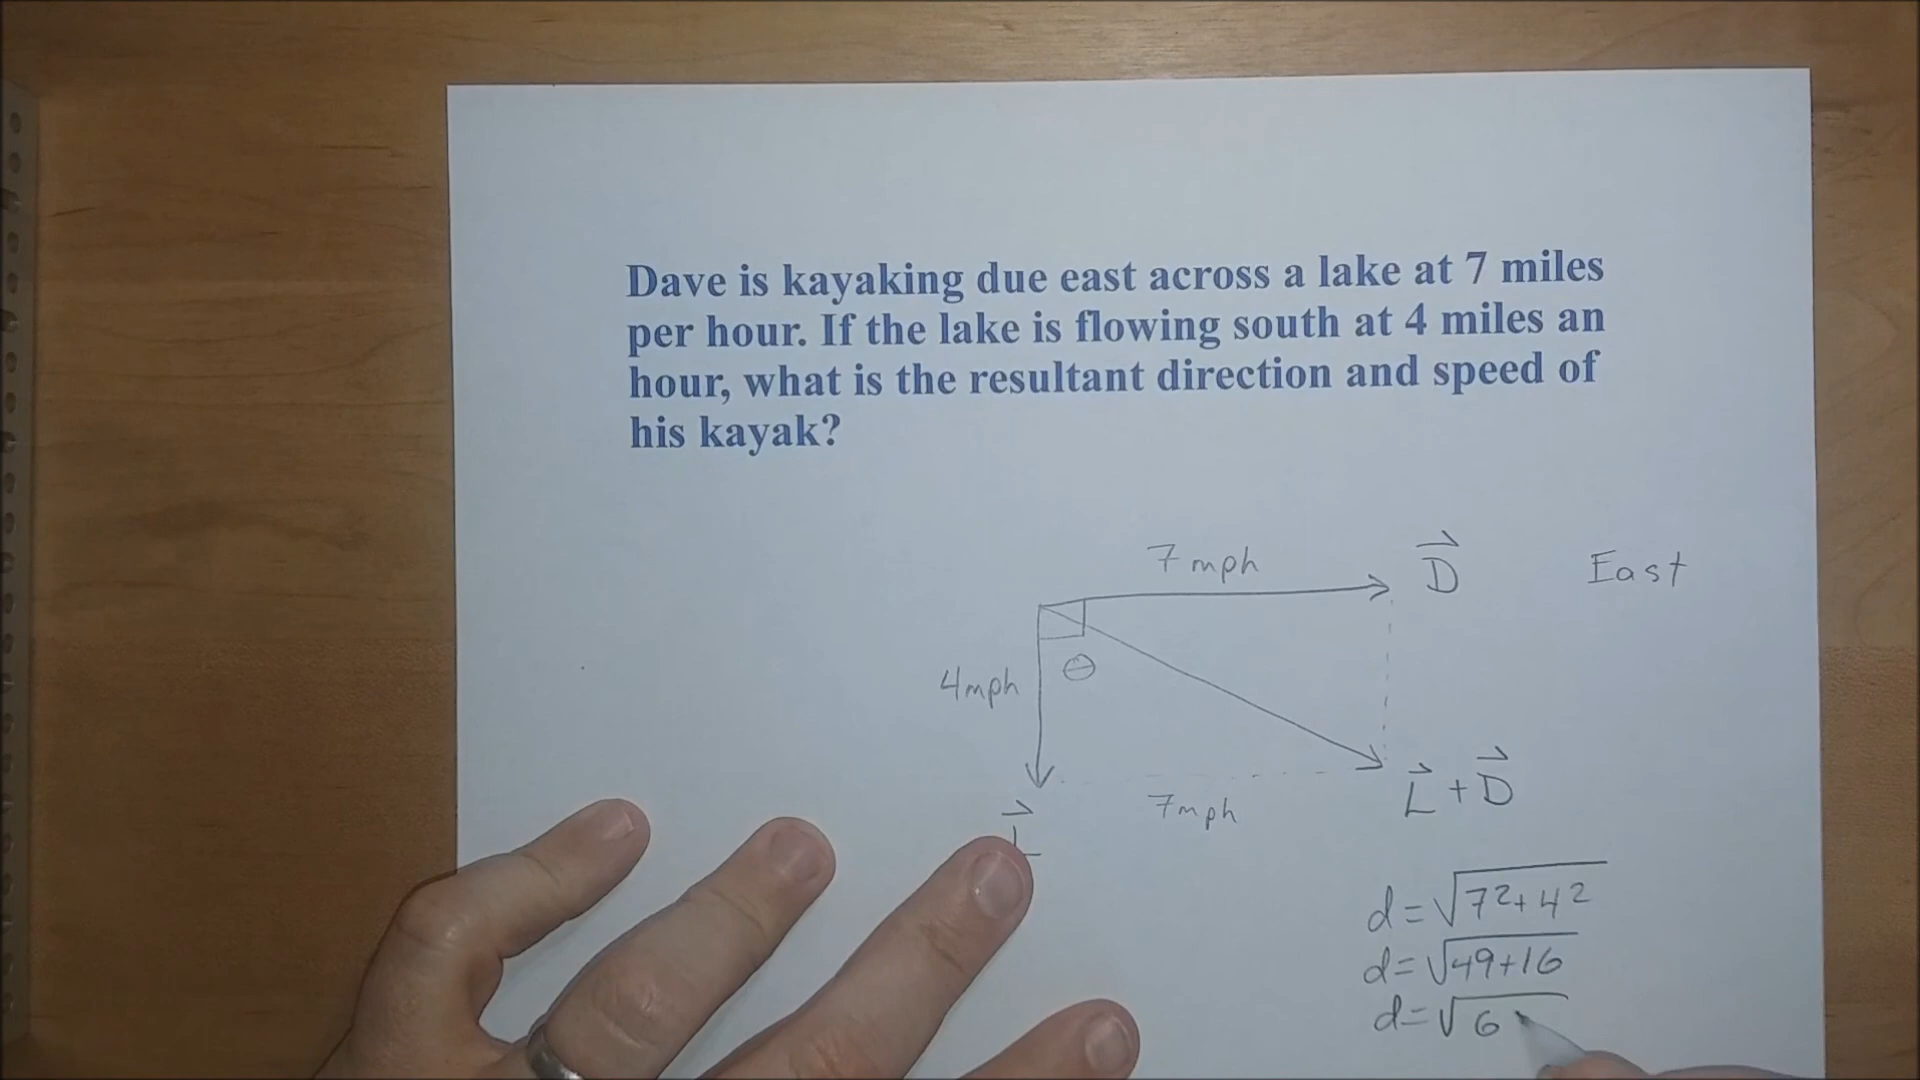 Dave is kayaking due east across a lake at 7 miles
per hour. If the lake is flowing south at 4 miles an
hour, what is the resultant direction and speed of
his kayak?
7 mph
D⃗
East
4mph
Θ
L⃗
7mph
L⃗ + D⃗
d = √7²+4²
d = √49+16
d = √6